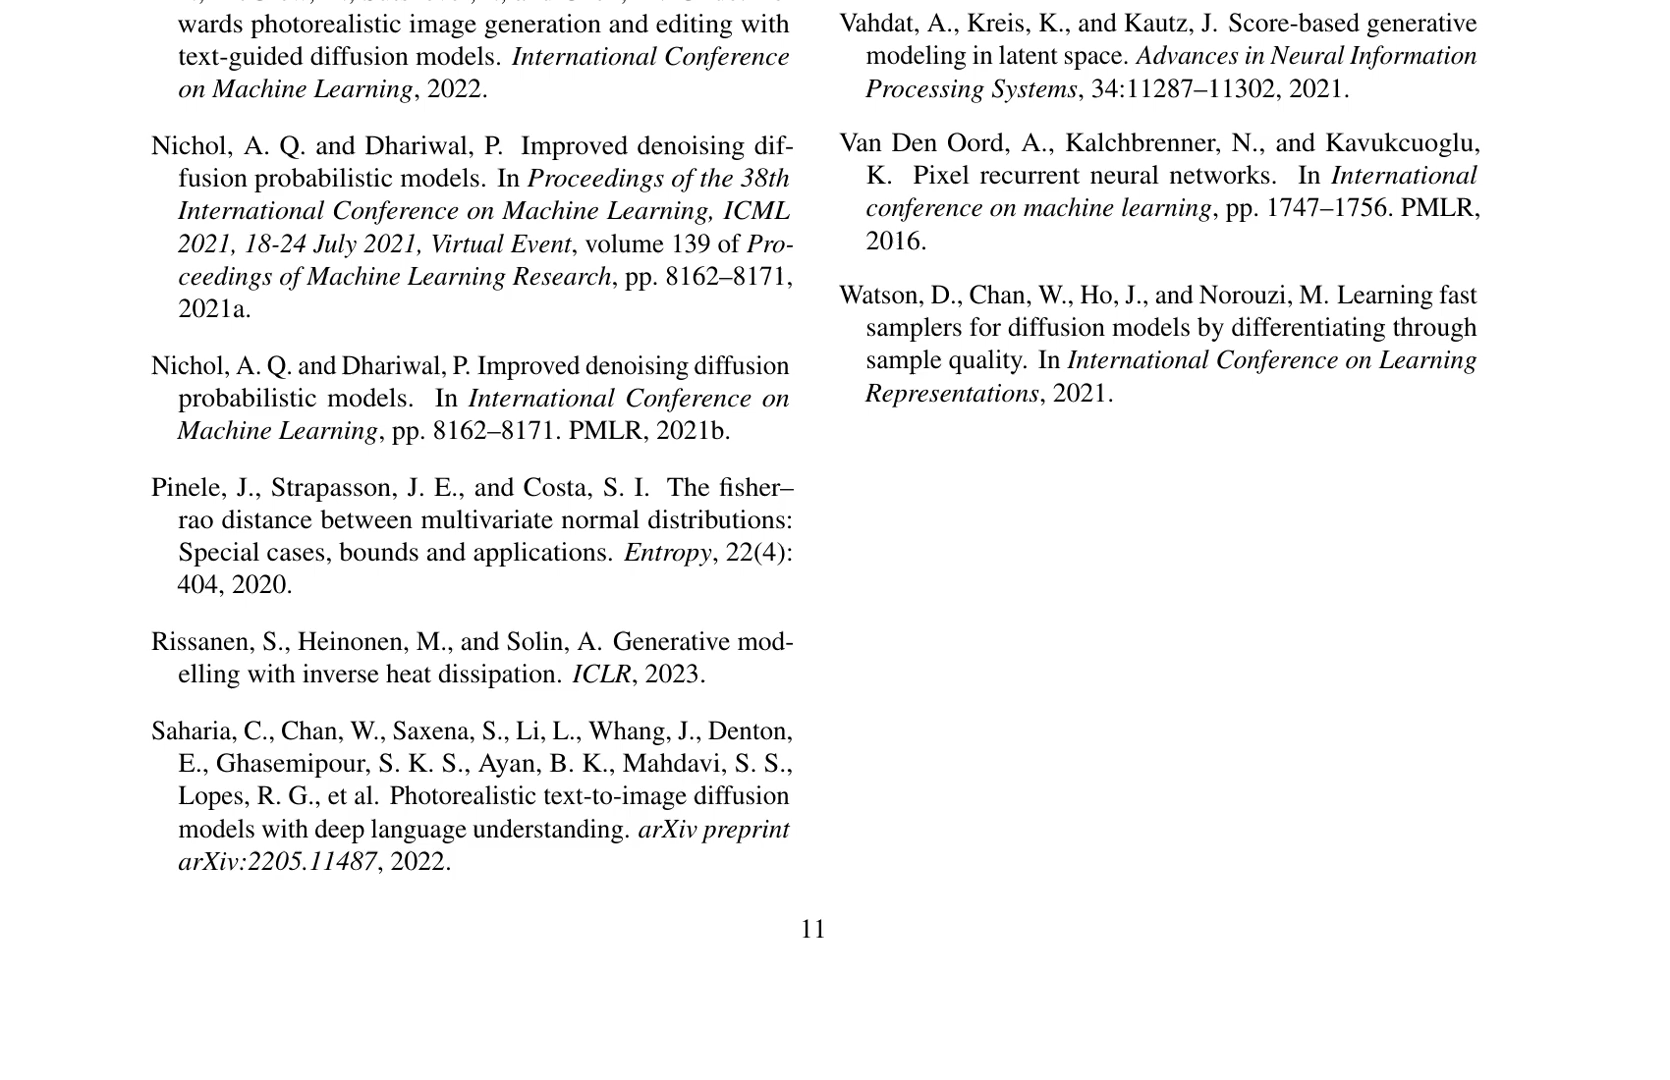 wards photorealistic image generation and editing with
text-guided diffusion models. International Conference
on Machine Learning, 2022.
Nichol, A. Q. and Dhariwal, P. Improved denoising dif-
fusion probabilistic models. In Proceedings of the 38th
International Conference on Machine Learning, ICML
2021, 18-24 July 2021, Virtual Event, volume 139 of Pro-
ceedings of Machine Learning Research, pp. 8162–8171,
2021a.
Nichol, A. Q. and Dhariwal, P. Improved denoising diffusion
probabilistic models. In International Conference on
Machine Learning, pp. 8162–8171. PMLR, 2021b.
Pinele, J., Strapasson, J. E., and Costa, S. I. The fisher–
rao distance between multivariate normal distributions:
Special cases, bounds and applications. Entropy, 22(4):
404, 2020.
Rissanen, S., Heinonen, M., and Solin, A. Generative mod-
elling with inverse heat dissipation. ICLR, 2023.
Saharia, C., Chan, W., Saxena, S., Li, L., Whang, J., Denton,
E., Ghasemipour, S. K. S., Ayan, B. K., Mahdavi, S. S.,
Lopes, R. G., et al. Photorealistic text-to-image diffusion
models with deep language understanding. arXiv preprint
arXiv:2205.11487, 2022.
Vahdat, A., Kreis, K., and Kautz, J. Score-based generative
modeling in latent space. Advances in Neural Information
Processing Systems, 34:11287–11302, 2021.
Van Den Oord, A., Kalchbrenner, N., and Kavukcuoglu,
K. Pixel recurrent neural networks. In International
conference on machine learning, pp. 1747–1756. PMLR,
2016.
Watson, D., Chan, W., Ho, J., and Norouzi, M. Learning fast
samplers for diffusion models by differentiating through
sample quality. In International Conference on Learning
Representations, 2021.
11